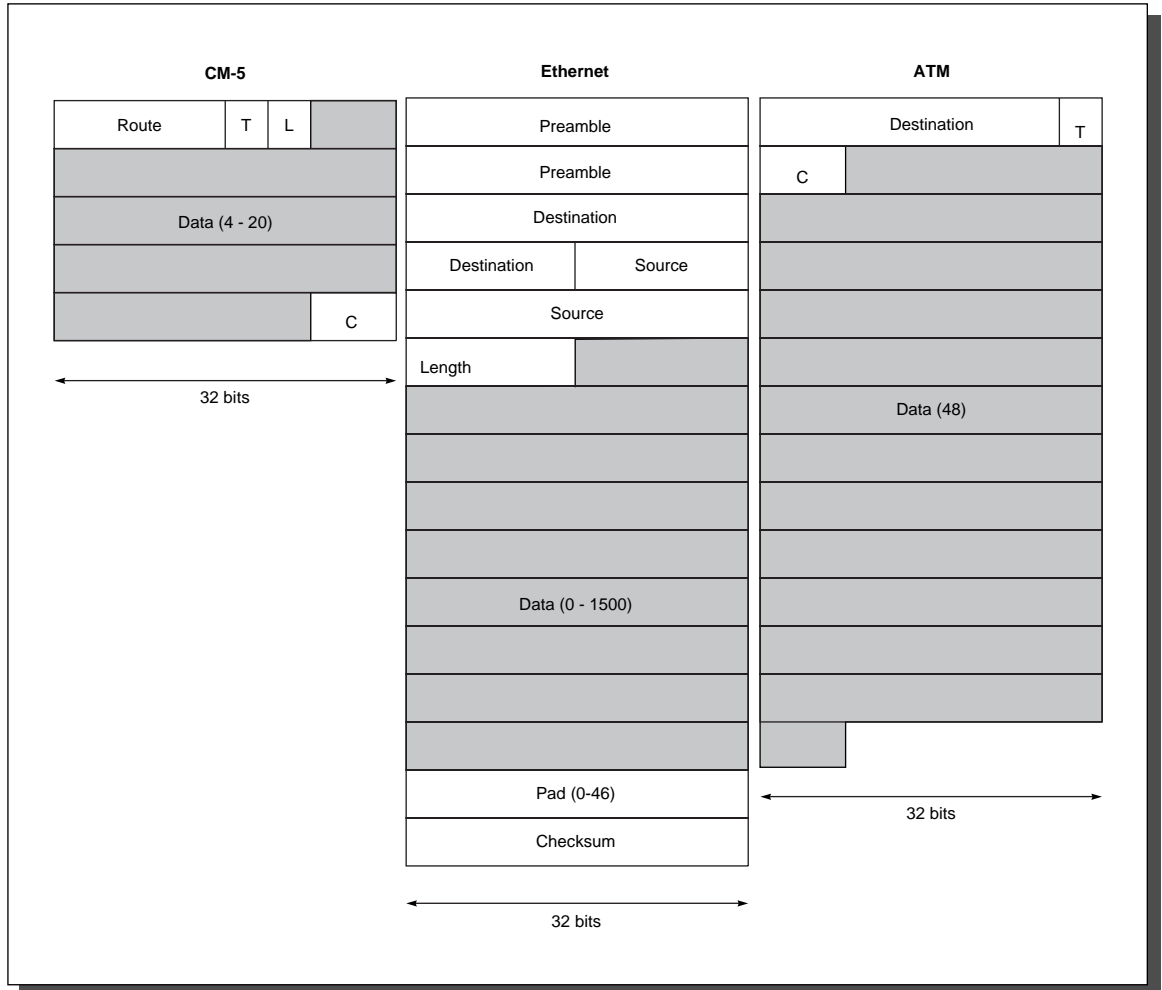 CM-5
Route T L
Data (4 - 20)
C
32 bits
Ethernet
Preamble
Preamble
Destination
Destination Source
Source
Length
Data (0 - 1500)
Pad (0-46)
Checksum
32 bits
ATM
Destination T
C
Data (48)
32 bits